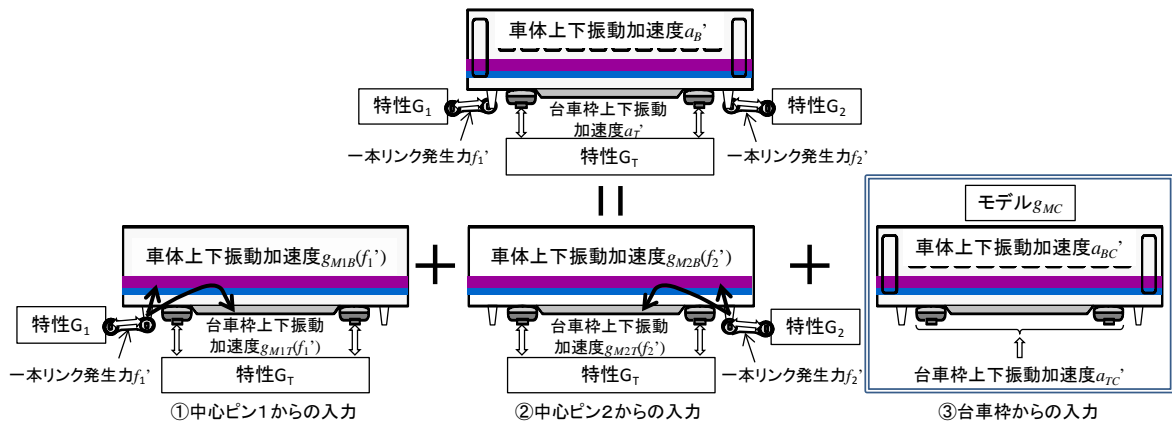 車体上下振動加速度aB’
特性G1
台車枠上下振動
加速度aT’
特性G2
一本リンク発生力f1’
特性GT
一本リンク発生力f2’
=
モデルgMC
車体上下振動加速度gM1B(f1’)
+
車体上下振動加速度gM2B(f2’)
+
車体上下振動加速度aBC’
特性G1
台車枠上下振動
加速度gM1T(f1’)
台車枠上下振動
加速度gM2T(f2’)
特性G2
一本リンク発生力f1’
特性GT
特性GT
一本リンク発生力f2’
台車枠上下振動加速度aTC’
①中心ピン1からの入力
②中心ピン2からの入力
③台車枠からの入力